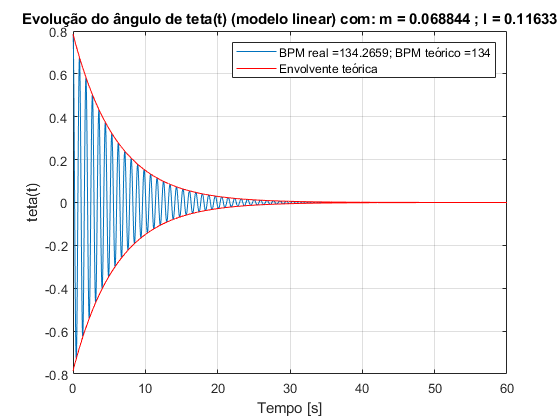 Evolução do ângulo de teta(t) (modelo linear) com: m = 0.068844 ; l = 0.11633
BPM real =134.2659; BPM teórico =134
Envolvente teórica
0.8
0.6
0.4
0.2
0
-0.2
-0.4
-0.6
-0.8
teta(t)
0 10 20 30 40 50 60
Tempo [s]